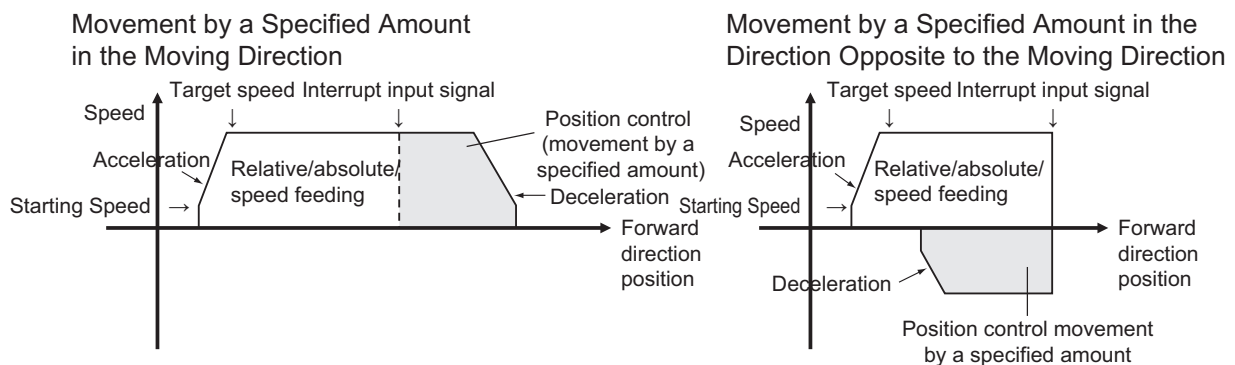 Movement by a Specified Amount
in the Moving Direction
Target speed
Interrupt input signal
↓
↓
Speed
Position control
(movement by a
specified amount)
Acceleration
Relative/absolute/
speed feeding
Deceleration
Starting Speed →
Forward
direction
position
Movement by a Specified Amount in the
Direction Opposite to the Moving Direction
Target speed
Interrupt input signal
↓
↓
Speed
Acceleration
Relative/absolute/
speed feeding
Starting Speed →
Forward
direction
position
Deceleration
Position control movement
by a specified amount